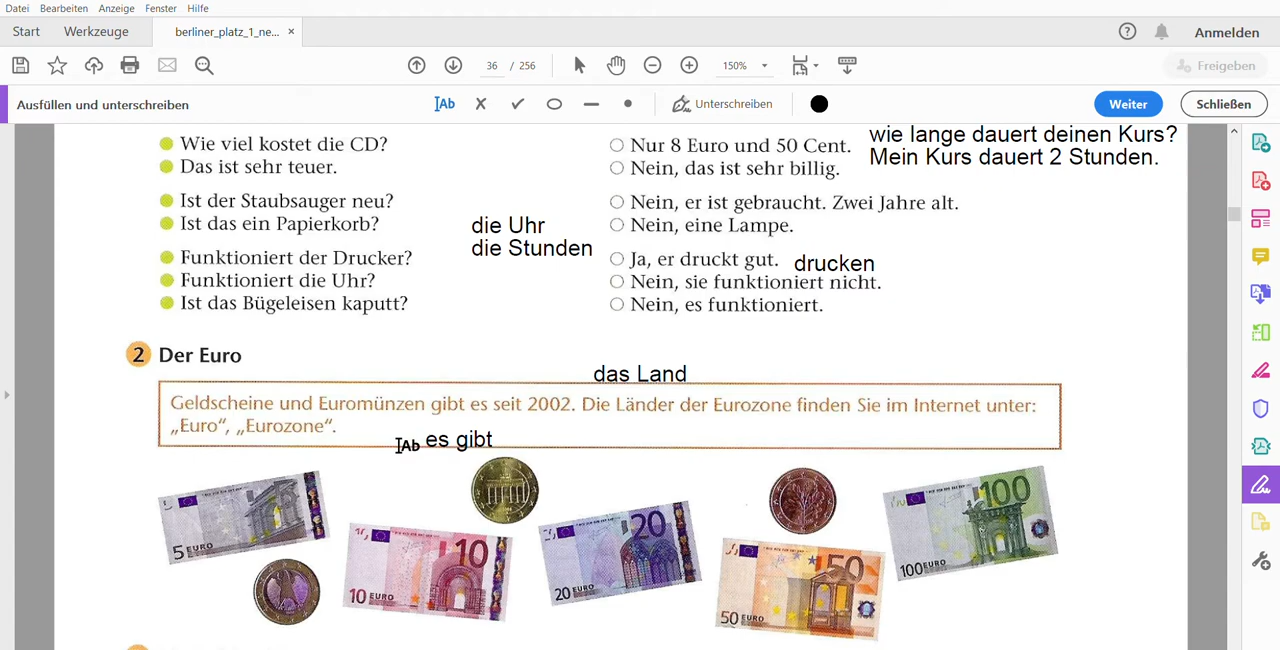 Datei Bearbeiten Anzeige Fenster Hilfe
Start Werkzeuge berliner_platz_1_ne... × Anmelden
36 / 256 150% Freigeben
Ausfüllen und unterschreiben Ab Unterschreiben Weiter Schließen
Wie viel kostet die CD? Nur 8 Euro und 50 Cent. wie lange dauert deinen Kurs?
Das ist sehr teuer. Nein, das ist sehr billig. Mein Kurs dauert 2 Stunden.
Ist der Staubsauger neu? Nein, er ist gebraucht. Zwei Jahre alt.
Ist das ein Papierkorb? die Uhr Nein, eine Lampe.
die Stunden
Funktioniert der Drucker? Ja, er druckt gut. drucken
Funktioniert die Uhr? Nein, sie funktioniert nicht.
Ist das Bügeleisen kaputt? Nein, es funktioniert.
2 Der Euro
das Land
Geldscheine und Euromünzen gibt es seit 2002. Die Länder der Eurozone finden Sie im Internet unter:
„Euro“, „Eurozone“.
Ab es gibt
5 EURO
10
10 EURO
20
20 EURO
50
50 EURO
100
100 EURO